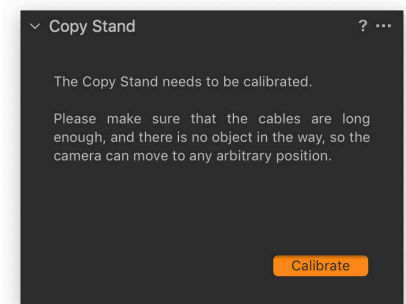 Copy Stand ? ···
The Copy Stand needs to be calibrated.
Please make sure that the cables are long
enough, and there is no object in the way, so the
camera can move to any arbitrary position.
Calibrate